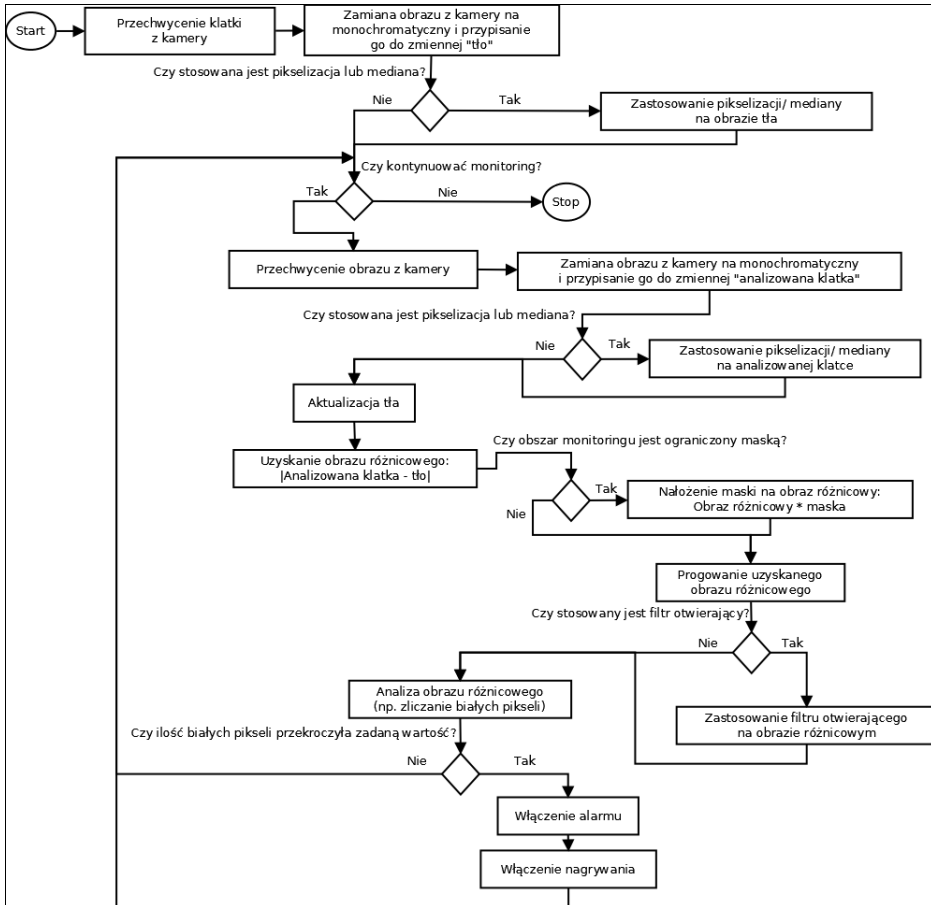 Start
Przechwycenie klatki
z kamery
Zamiana obrazu z kamery na
monochromatyczny i przypisanie
go do zmiennej "tło"
Czy stosowana jest pikselizacja lub mediana?
Nie
Tak
Zastosowanie pikselizacji/ mediany
na obrazie tła
Czy kontynuować monitoring?
Tak
Nie
Stop
Przechwycenie obrazu z kamery
Zamiana obrazu z kamery na monochromatyczny
i przypisanie go do zmiennej "analizowana klatka"
Czy stosowana jest pikselizacja lub mediana?
Nie
Tak
Zastosowanie pikselizacji/ mediany
na analizowanej klatce
Aktualizacja tła
Uzyskanie obrazu różnicowego:
|Analizowana klatka - tło|
Czy obszar monitoringu jest ograniczony maską?
Tak
Nie
Nałożenie maski na obraz różnicowy:
Obraz różnicowy * maska
Progowanie uzyskanego
obrazu różnicowego
Czy stosowany jest filtr otwierający?
Nie
Tak
Analiza obrazu różnicowego
(np. zliczanie białych pikseli)
Zastosowanie filtru otwierającego
na obrazie różnicowym
Czy ilość białych pikseli przekroczyła zadaną wartość?
Nie
Tak
Włączenie alarmu
Włączenie nagrywania